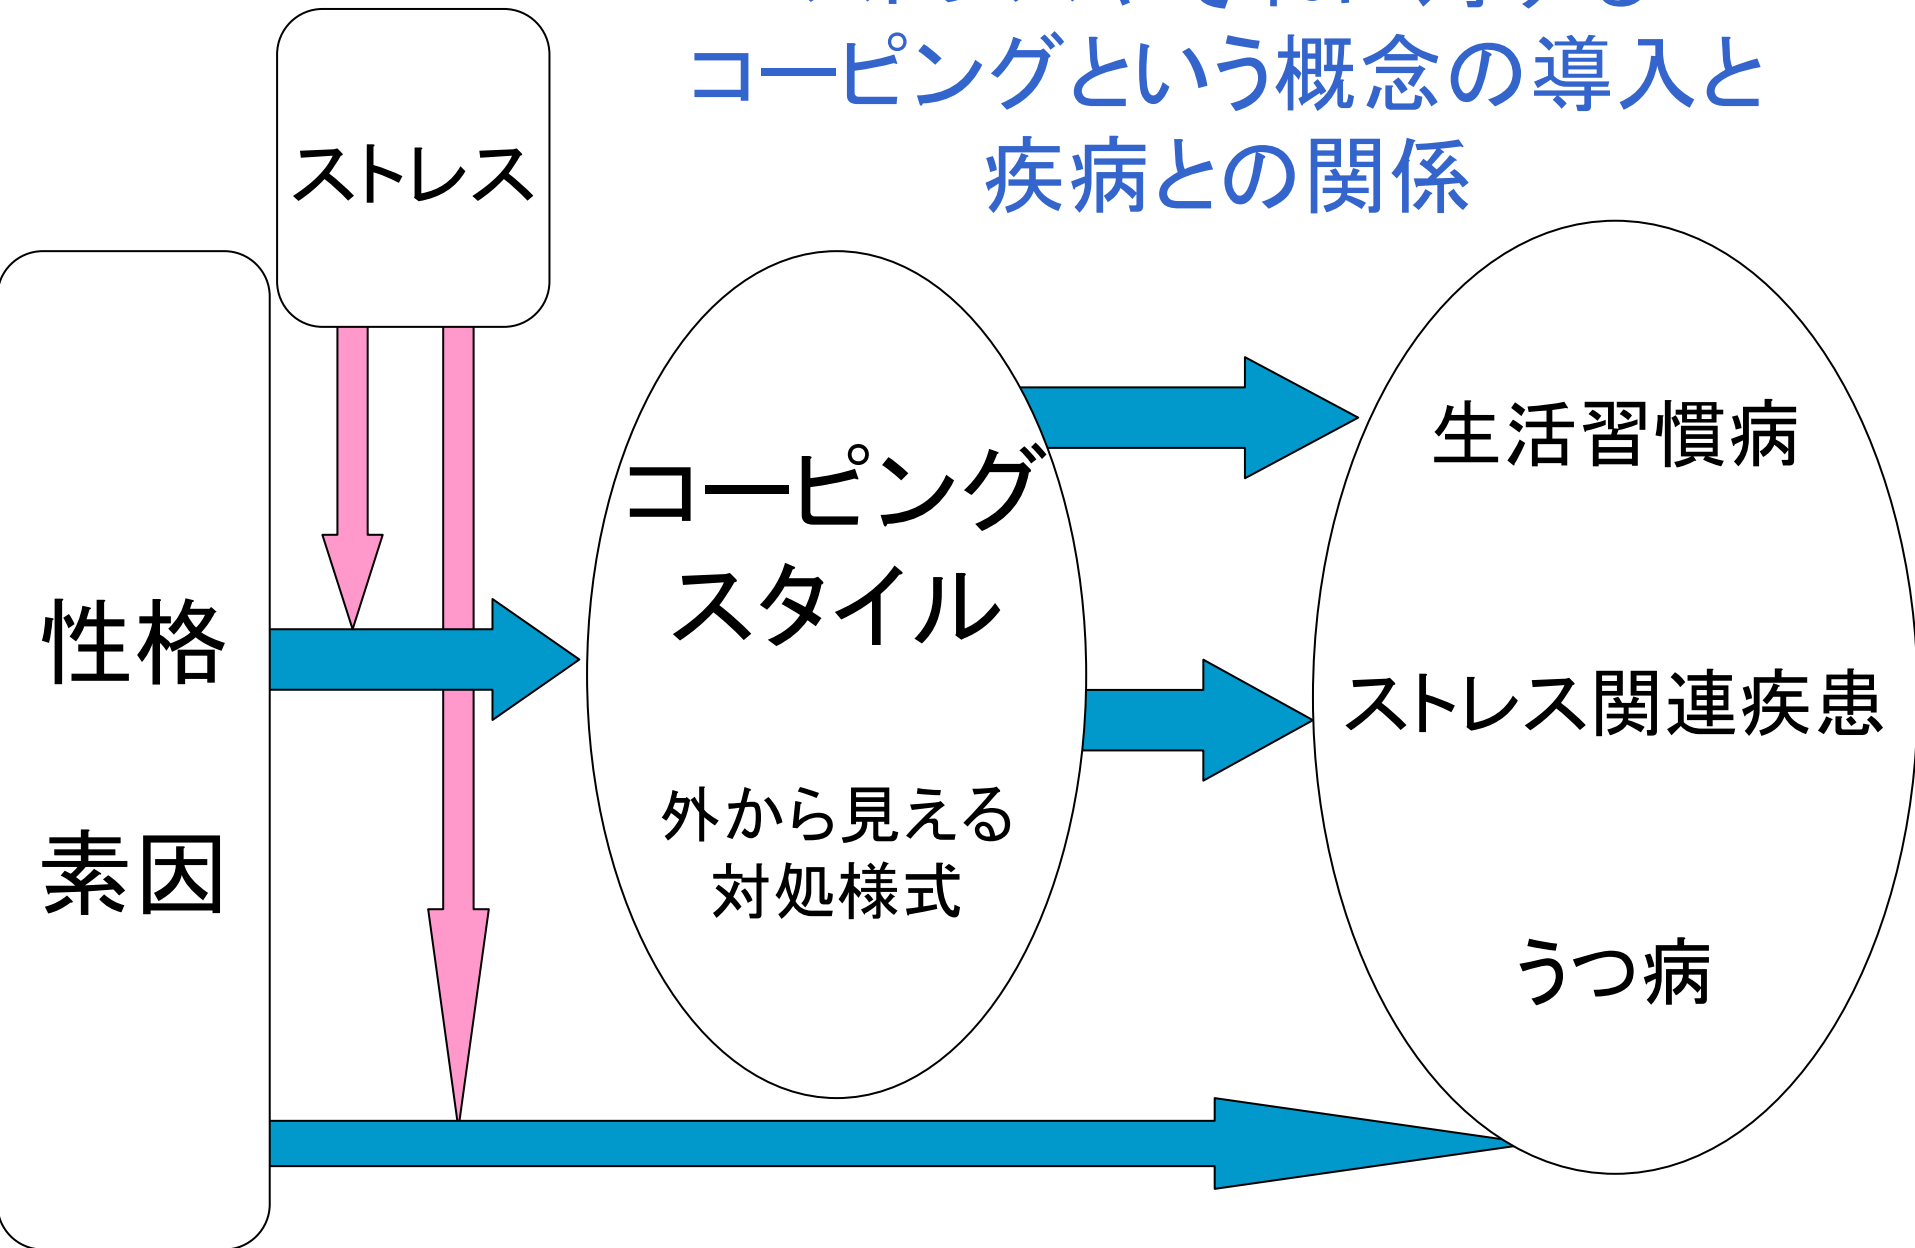 コーピングという概念の導入と
疾病との関係
ストレス
性格
素因
コーピング
スタイル
外から見える
対処様式
生活習慣病
ストレス関連疾患
うつ病